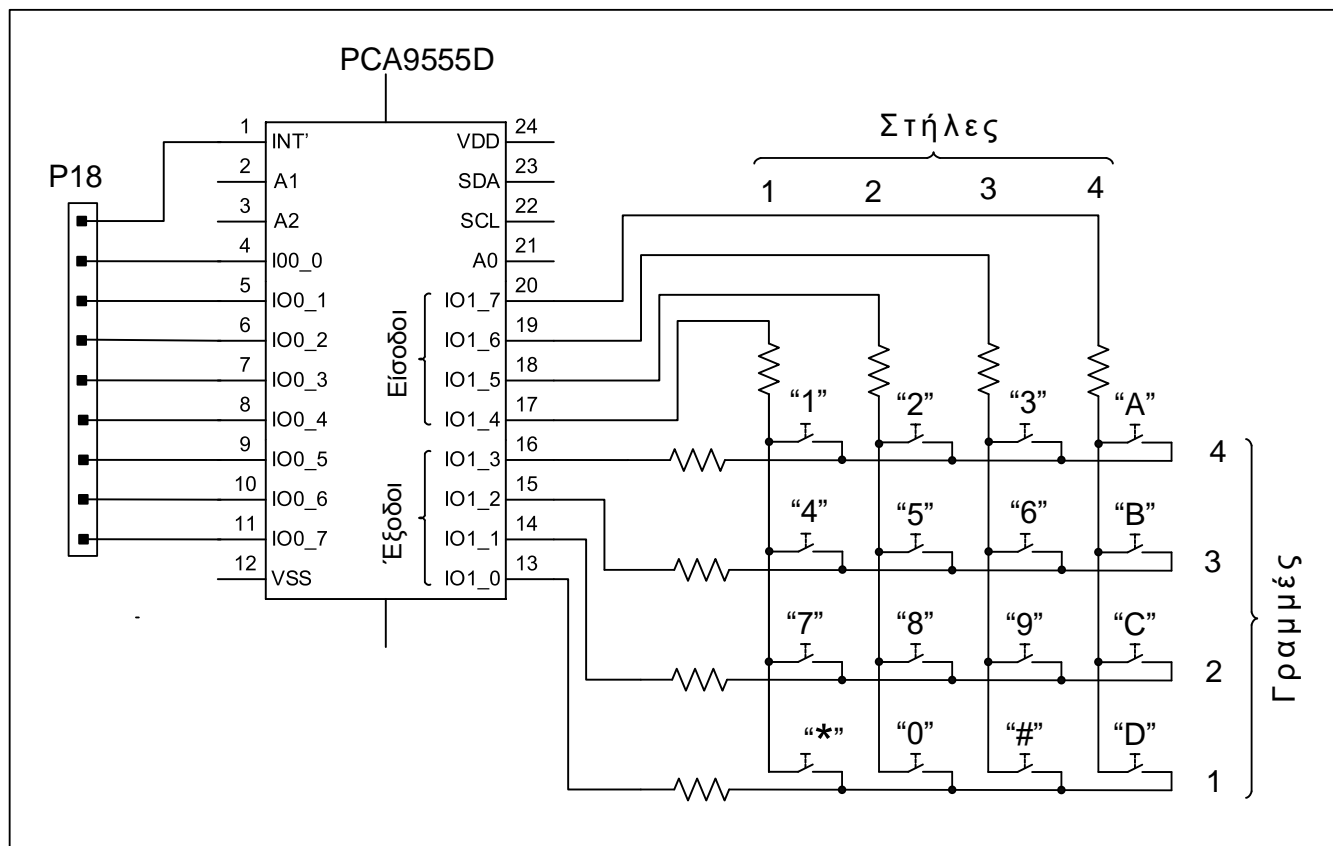 PCA9555D
Στήλες
1 2 3 4
P18
1 INT'
2 A1
3 A2
4 I00_0
5 IO0_1
6 IO0_2
7 IO0_3
8 IO0_4
9 IO0_5
10 IO0_6
11 IO0_7
12 VSS
VDD 24
SDA 23
SCL 22
A0 21
IO1_7 20
IO1_6 19
IO1_5 18
IO1_4 17
IO1_3 16
IO1_2 15
IO1_1 14
IO1_0 13
Είσοδοι
Έξοδοι
“1” “2” “3” “A” 4
“4” “5” “6” “B” 3
“7” “8” “9” “C” 2
“*” “0” “#” “D” 1
Γραμμές